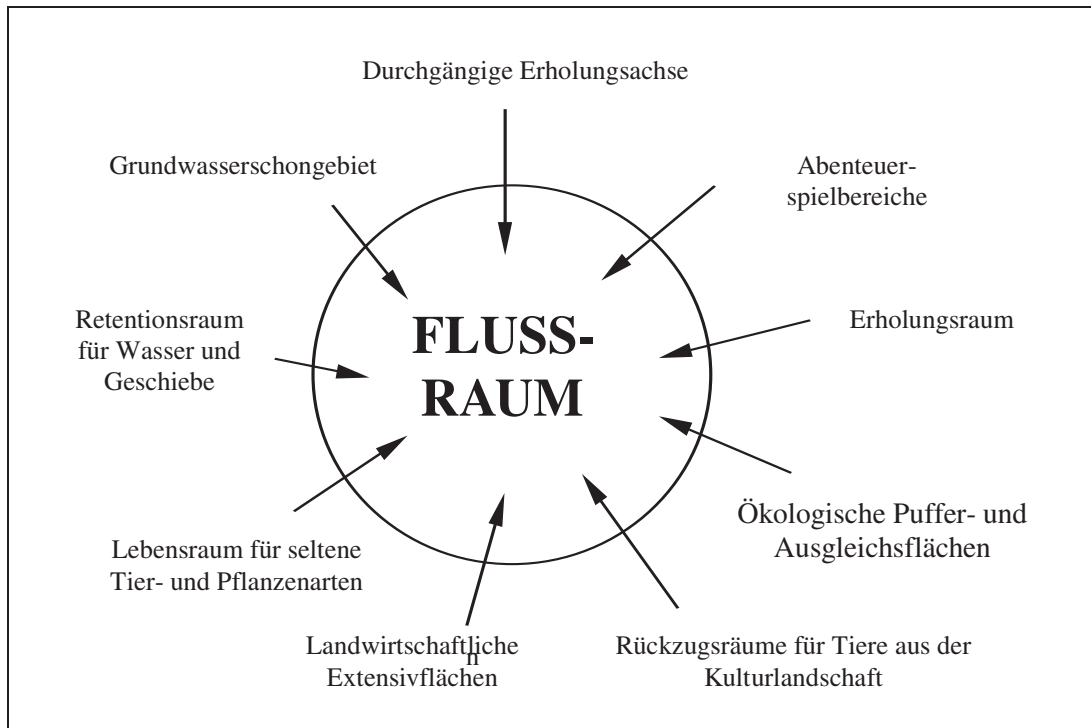 Durchgängige Erholungsachse
Grundwasserschongebiet
Abenteuer-
spielbereiche
Retentionsraum
für Wasser und
Geschiebe
FLUSS-
RAUM
Erholungsraum
Ökologische Puffer- und
Ausgleichsflächen
Lebensraum für seltene
Tier- und Pflanzenarten
Landwirtschaftliche
n
Extensivflächen
Rückzugsräume für Tiere aus der
Kulturlandschaft